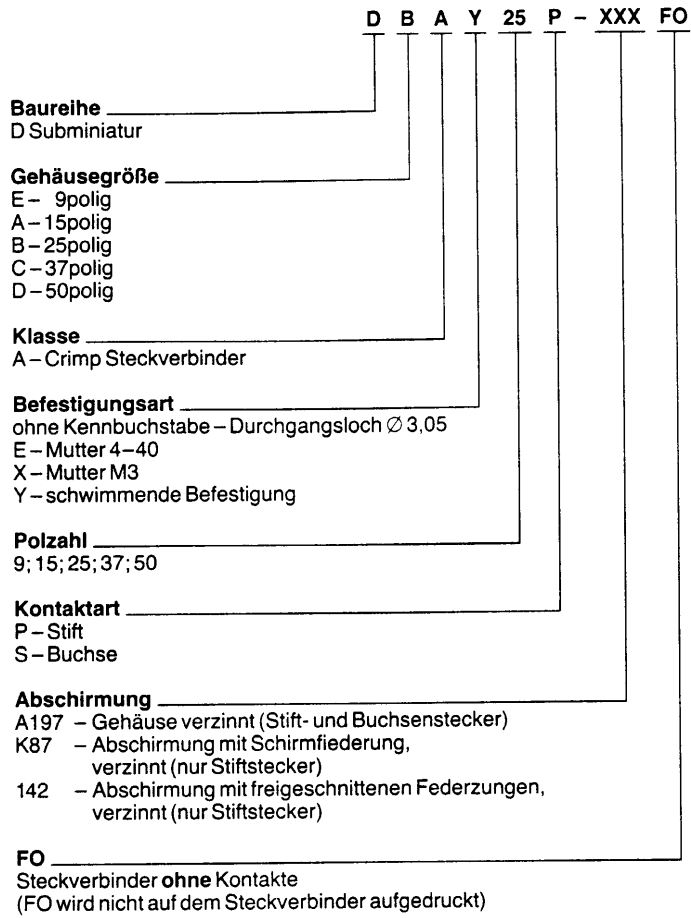 D B A Y 25 P – XXX FO
Baureihe
D Subminiatur
Gehäusegröße
E – 9polig
A – 15polig
B – 25polig
C – 37polig
D – 50polig
Klasse
A – Crimp Steckverbinder
Befestigungsart
ohne Kennbuchstabe – Durchgangsloch ∅ 3,05
E – Mutter 4–40
X – Mutter M3
Y – schwimmende Befestigung
Polzahl
9; 15; 25; 37; 50
Kontaktart
P – Stift
S – Buchse
Abschirmung
A197 – Gehäuse verzinnt (Stift- und Buchsenstecker)
K87 – Abschirmung mit Schirmfiederung,
verzinnt (nur Stiftstecker)
142 – Abschirmung mit freigeschnittenen Federzungen,
verzinnt (nur Stiftstecker)
FO
Steckverbinder ohne Kontakte
(FO wird nicht auf dem Steckverbinder aufgedruckt)